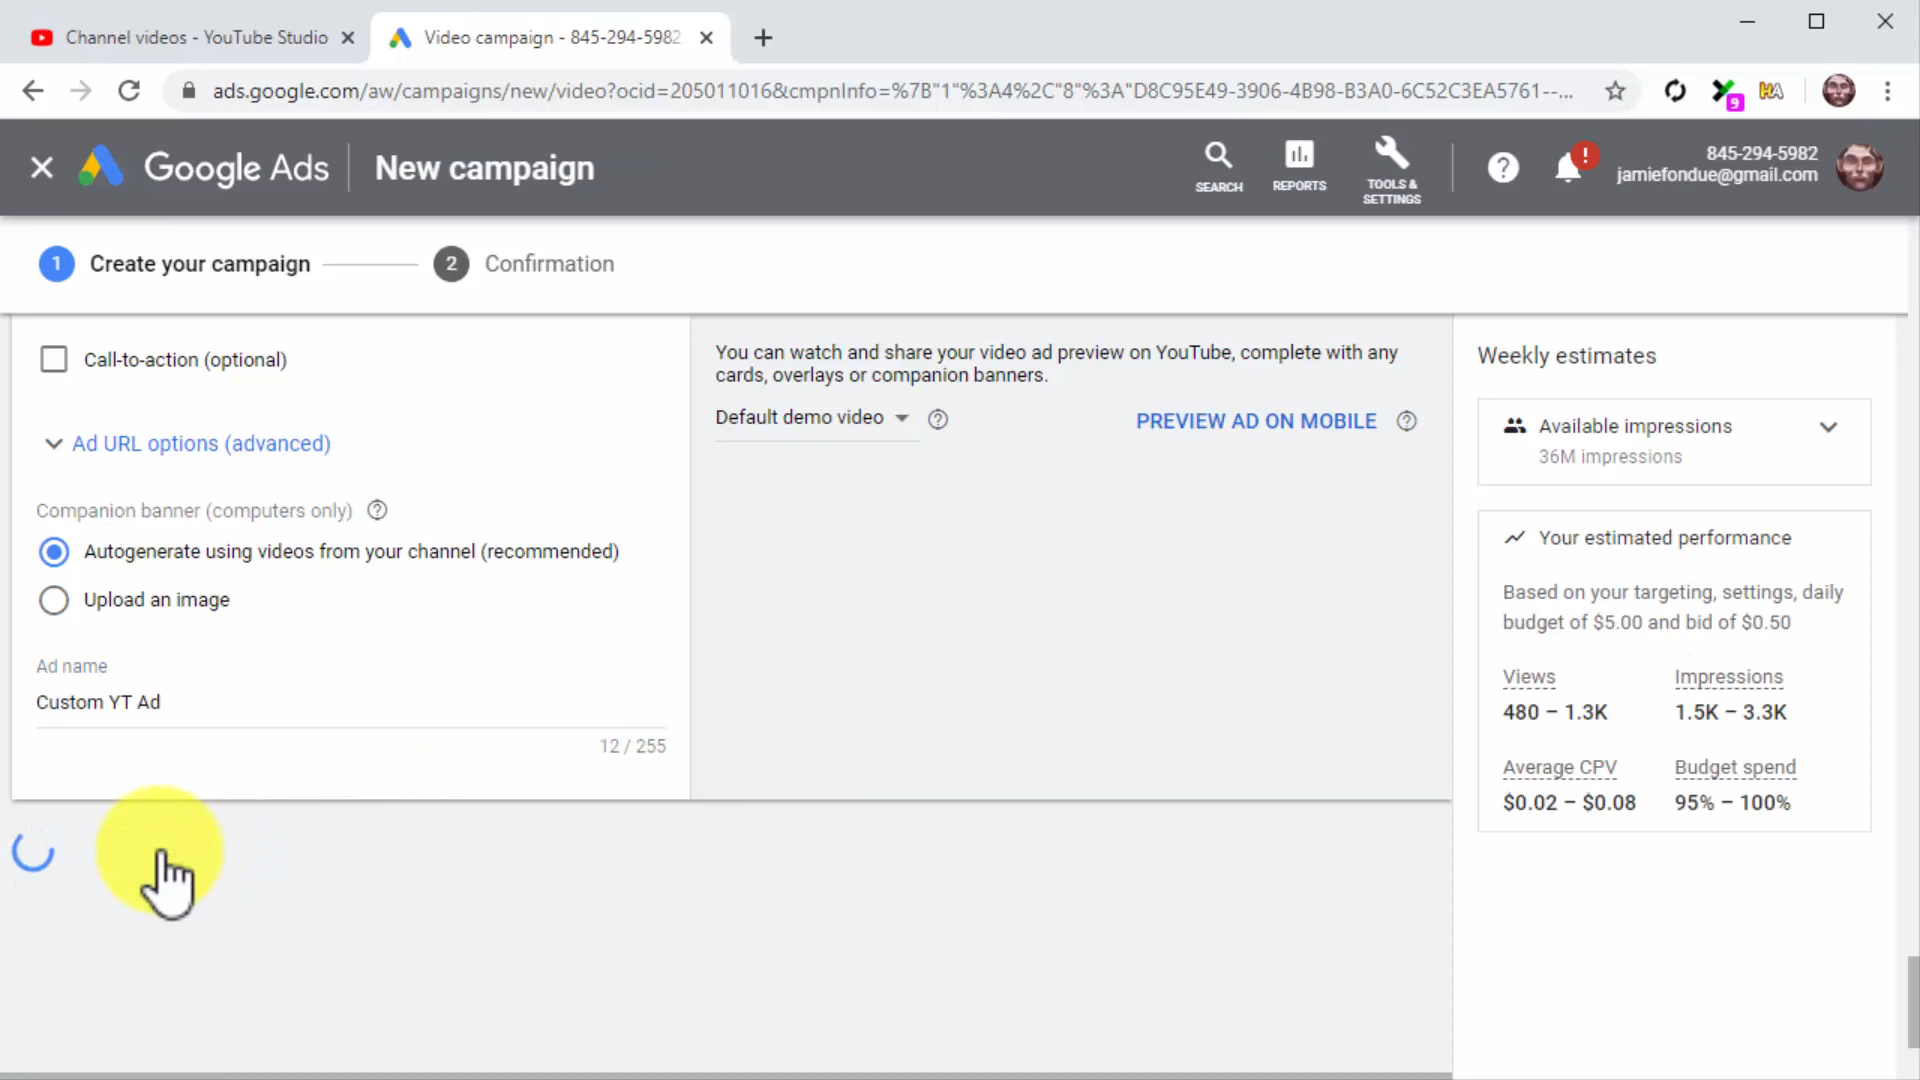 Channel videos - YouTube Studio
Video campaign - 845-294-5982
ads.google.com/aw/campaigns/new/video?ocid=205011016&cmpnInfo=%7B"1"%3A4%2C"8"%3A"D8C95E49-3906-4B98-B3A0-6C52C3EA5761--...
9
HA
Google Ads
New campaign
SEARCH
REPORTS
TOOLS &
SETTINGS
?
!
845-294-5982
jamiefondue@gmail.com
1
Create your campaign
2
Confirmation
Call-to-action (optional)
Ad URL options (advanced)
Companion banner (computers only)
Autogenerate using videos from your channel (recommended)
Upload an image
Ad name
Custom YT Ad
12 / 255
You can watch and share your video ad preview on YouTube, complete with any
cards, overlays or companion banners.
Default demo video
PREVIEW AD ON MOBILE
Weekly estimates
Available impressions
36M impressions
Your estimated performance
Based on your targeting, settings, daily
budget of $5.00 and bid of $0.50
Views
Impressions
480 – 1.3K
1.5K – 3.3K
Average CPV
Budget spend
$0.02 – $0.08
95% – 100%